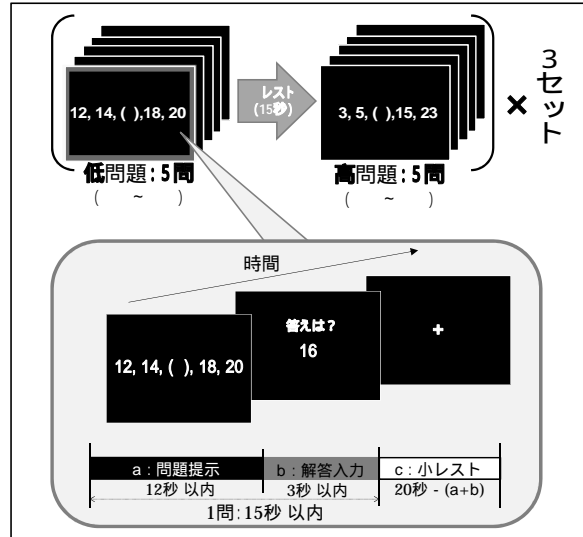 12, 14, ( ),18, 20
レスト
(15秒)
3, 5, ( ),15, 23
×
3セット
低問題:5問
( ~ )
高問題:5問
( ~ )
時間
12, 14, ( ), 18, 20
答えは?
16
+
a:問題提示
b:解答入力
c:小レスト
12秒 以内
3秒 以内
20秒 - (a+b)
1問:15秒 以内